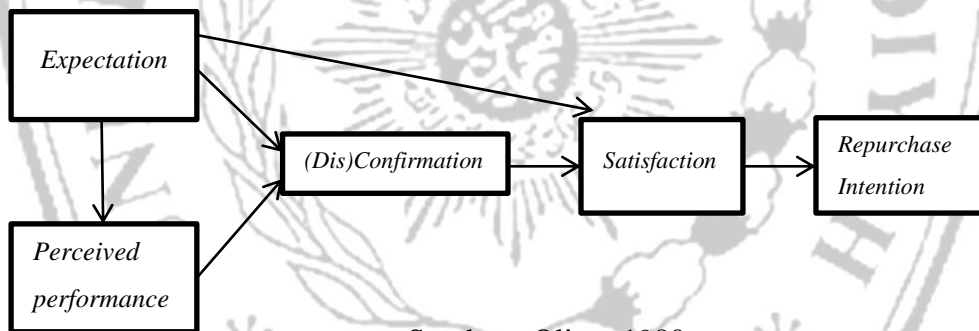 Expectation
(Dis)Confirmation
Satisfaction
Repurchase
Intention
Perceived
performance